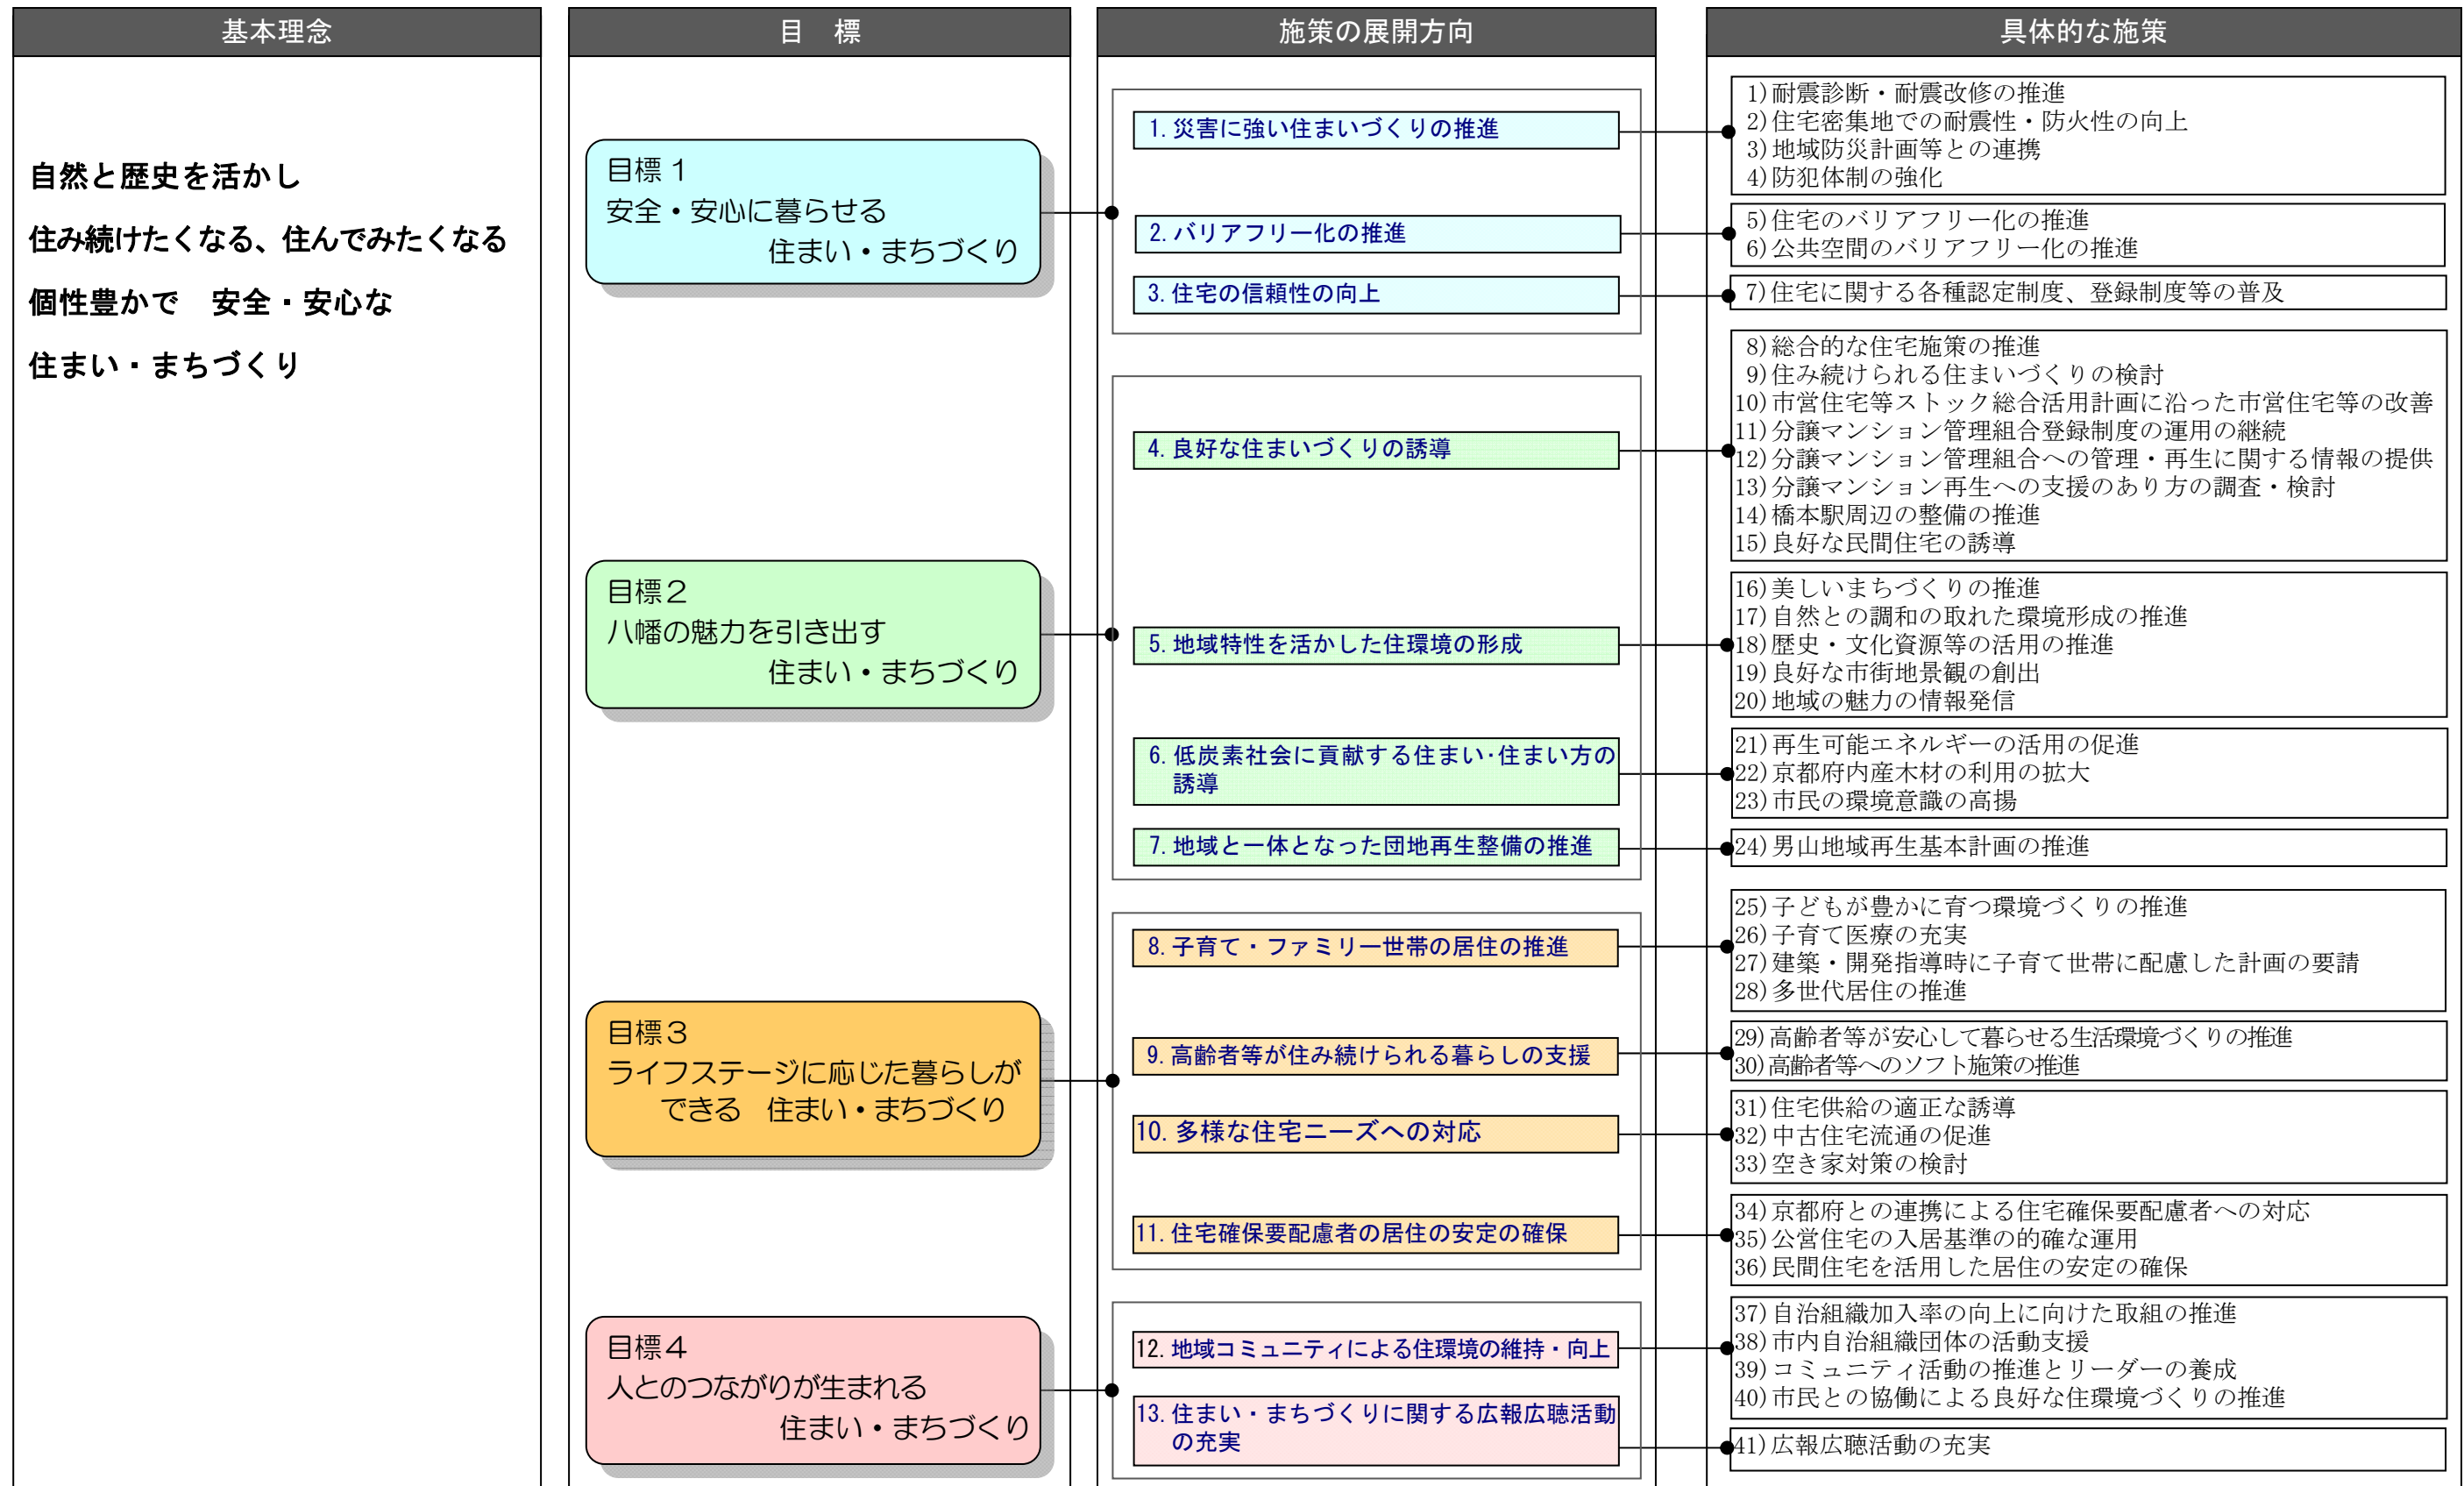 基本理念
自然と歴史を活かし
住み続けたくなる、住んでみたくなる
個性豊かで　安全・安心な
住まい・まちづくり
目　標
目標１
安全・安心に暮らせる
住まい・まちづくり
目標２
八幡の魅力を引き出す
住まい・まちづくり
目標３
ライフステージに応じた暮らしが
できる　住まい・まちづくり
目標４
人とのつながりが生まれる
住まい・まちづくり
施策の展開方向
1.災害に強い住まいづくりの推進
2.バリアフリー化の推進
3.住宅の信頼性の向上
4.良好な住まいづくりの誘導
5.地域特性を活かした住環境の形成
6.低炭素社会に貢献する住まい･住まい方の
誘導
7.地域と一体となった団地再生整備の推進
8.子育て・ファミリー世帯の居住の推進
9.高齢者等が住み続けられる暮らしの支援
10.多様な住宅ニーズへの対応
11.住宅確保要配慮者の居住の安定の確保
12.地域コミュニティによる住環境の維持・向上
13.住まい・まちづくりに関する広報広聴活動
の充実
具体的な施策
1)耐震診断・耐震改修の推進
2)住宅密集地での耐震性・防火性の向上
3)地域防災計画等との連携
4)防犯体制の強化
5)住宅のバリアフリー化の推進
6)公共空間のバリアフリー化の推進
7)住宅に関する各種認定制度、登録制度等の普及
8)総合的な住宅施策の推進
9)住み続けられる住まいづくりの検討
10)市営住宅等ストック総合活用計画に沿った市営住宅等の改善
11)分譲マンション管理組合登録制度の運用の継続
12)分譲マンション管理組合への管理・再生に関する情報の提供
13)分譲マンション再生への支援のあり方の調査・検討
14)橋本駅周辺の整備の推進
15)良好な民間住宅の誘導
16)美しいまちづくりの推進
17)自然との調和の取れた環境形成の推進
18)歴史・文化資源等の活用の推進
19)良好な市街地景観の創出
20)地域の魅力の情報発信
21)再生可能エネルギーの活用の促進
22)京都府内産木材の利用の拡大
23)市民の環境意識の高揚
24)男山地域再生基本計画の推進
25)子どもが豊かに育つ環境づくりの推進
26)子育て医療の充実
27)建築・開発指導時に子育て世帯に配慮した計画の要請
28)多世代居住の推進
29)高齢者等が安心して暮らせる生活環境づくりの推進
30)高齢者等へのソフト施策の推進
31)住宅供給の適正な誘導
32)中古住宅流通の促進
33)空き家対策の検討
34)京都府との連携による住宅確保要配慮者への対応
35)公営住宅の入居基準の的確な運用
36)民間住宅を活用した居住の安定の確保
37)自治組織加入率の向上に向けた取組の推進
38)市内自治組織団体の活動支援
39)コミュニティ活動の推進とリーダーの養成
40)市民との協働による良好な住環境づくりの推進
41)広報広聴活動の充実